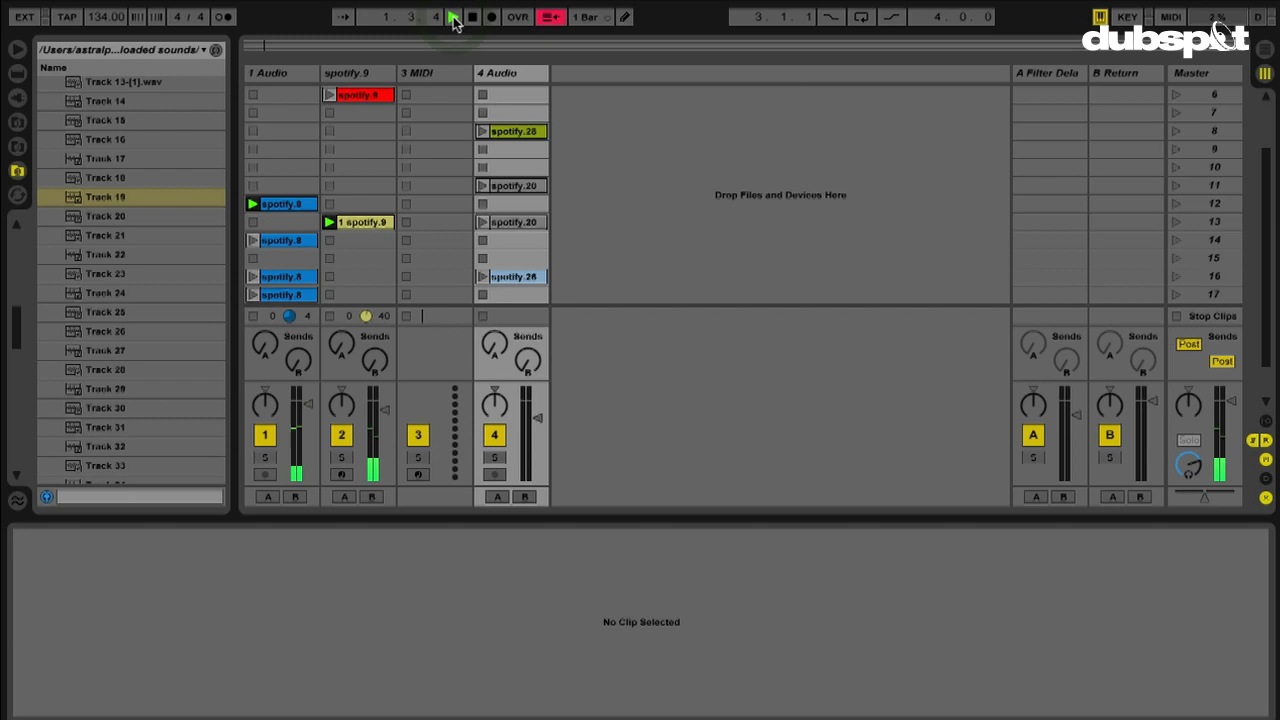 EXT TAP 134.00 4 / 4 1. 3. 4 OVR 1 Bar 3. 1. 1 4. 0. 0 KEY MIDI 2 % D
dubspot
/Users/astralp...loaded sounds/
Name
Track 13-[1].wav
Track 14
Track 15
Track 16
Track 17
Track 18
Track 19
Track 20
Track 21
Track 22
Track 23
Track 24
Track 25
Track 26
Track 27
Track 28
Track 29
Track 30
Track 31
Track 32
Track 33
1 Audio spotify.9 3 MIDI 4 Audio A Filter Dela B Return Master
spotify.9 6
7
spotify.28 8
9
10
spotify.20 11
spotify.9 12
1 spotify.9 spotify.20 13
spotify.8 14
15
spotify.8 spotify.26 16
spotify.8 17
Drop Files and Devices Here
0 4 0 40 Stop Clips
Sends Sends Sends Sends
A A A A A Post
B B B B B Post
1 2 3 4 A B
S S S S S S Solo
A B A B A B A B A B
No Clip Selected